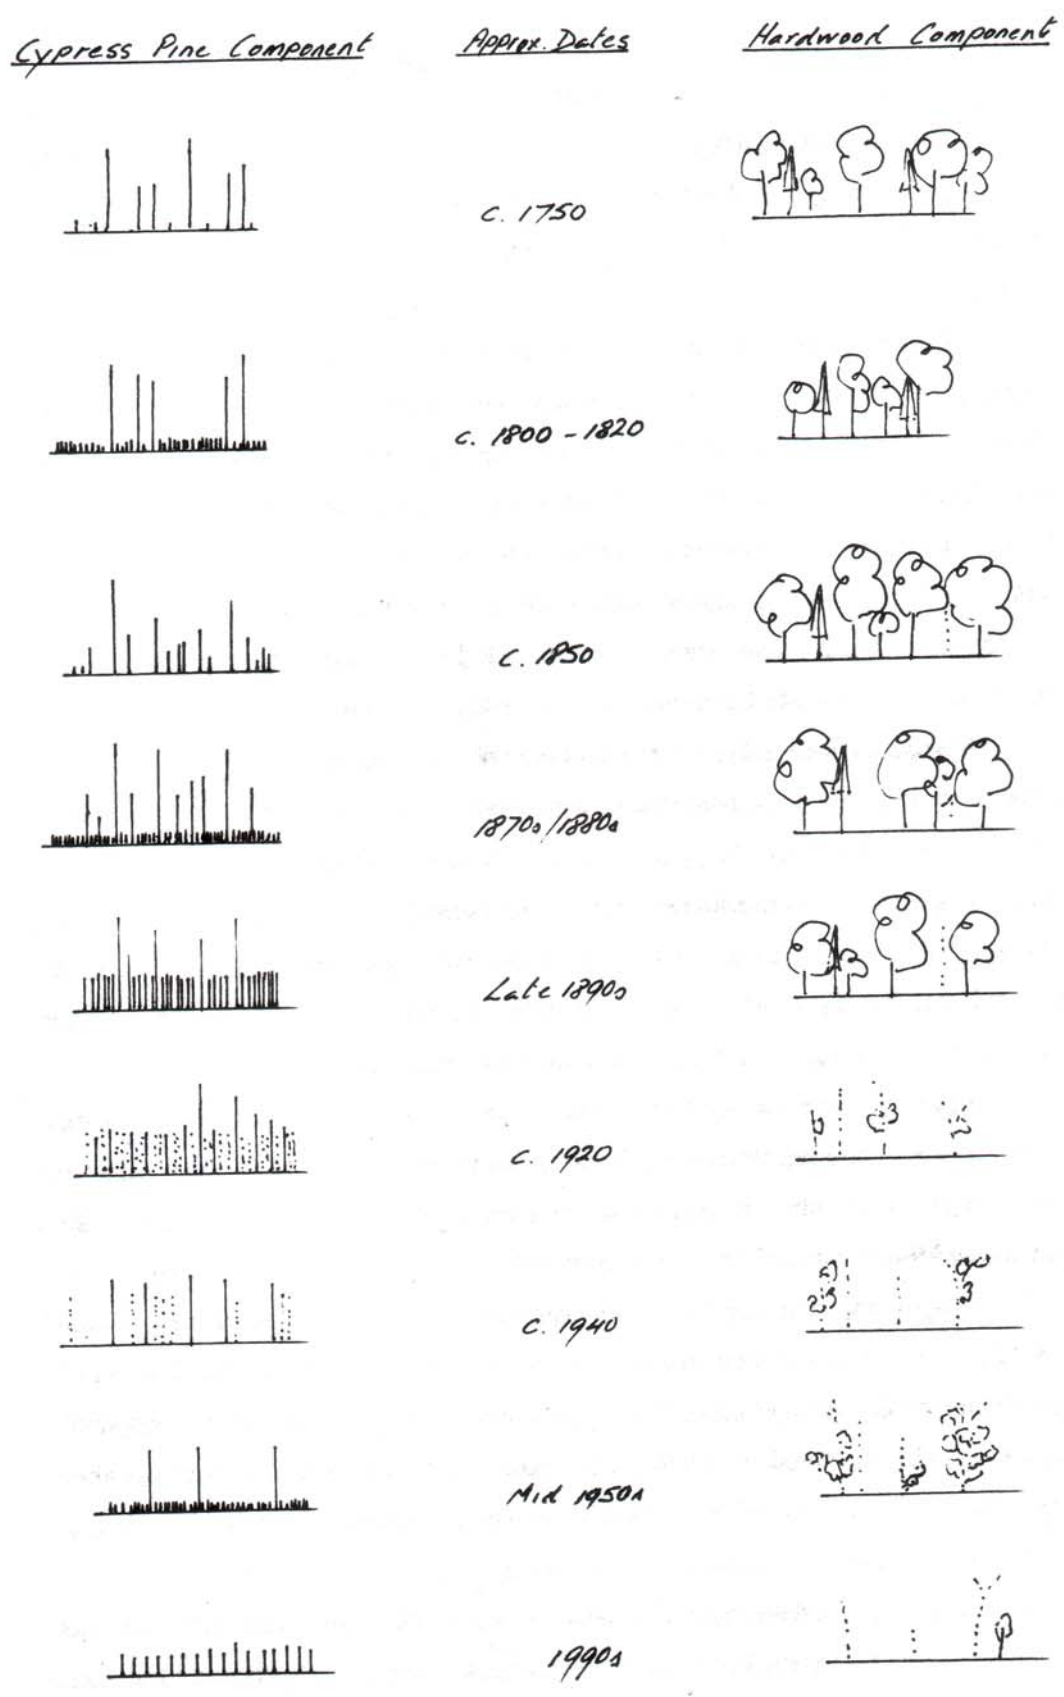 Cypress Pine Component
Approx. Dates
Hardwood Component
c. 1750
c. 1800 - 1820
c. 1850
1870s/1880s
Late 1890s
c. 1920
c. 1940
Mid 1950s
1990s